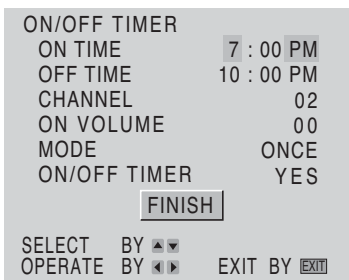 ON/OFF TIMER
ON TIME 7 : 00 PM
OFF TIME 10 : 00 PM
CHANNEL 02
ON VOLUME 00
MODE ONCE
ON/OFF TIMER YES
FINISH
SELECT BY ▲▼
OPERATE BY ◀▶ EXIT BY EXIT